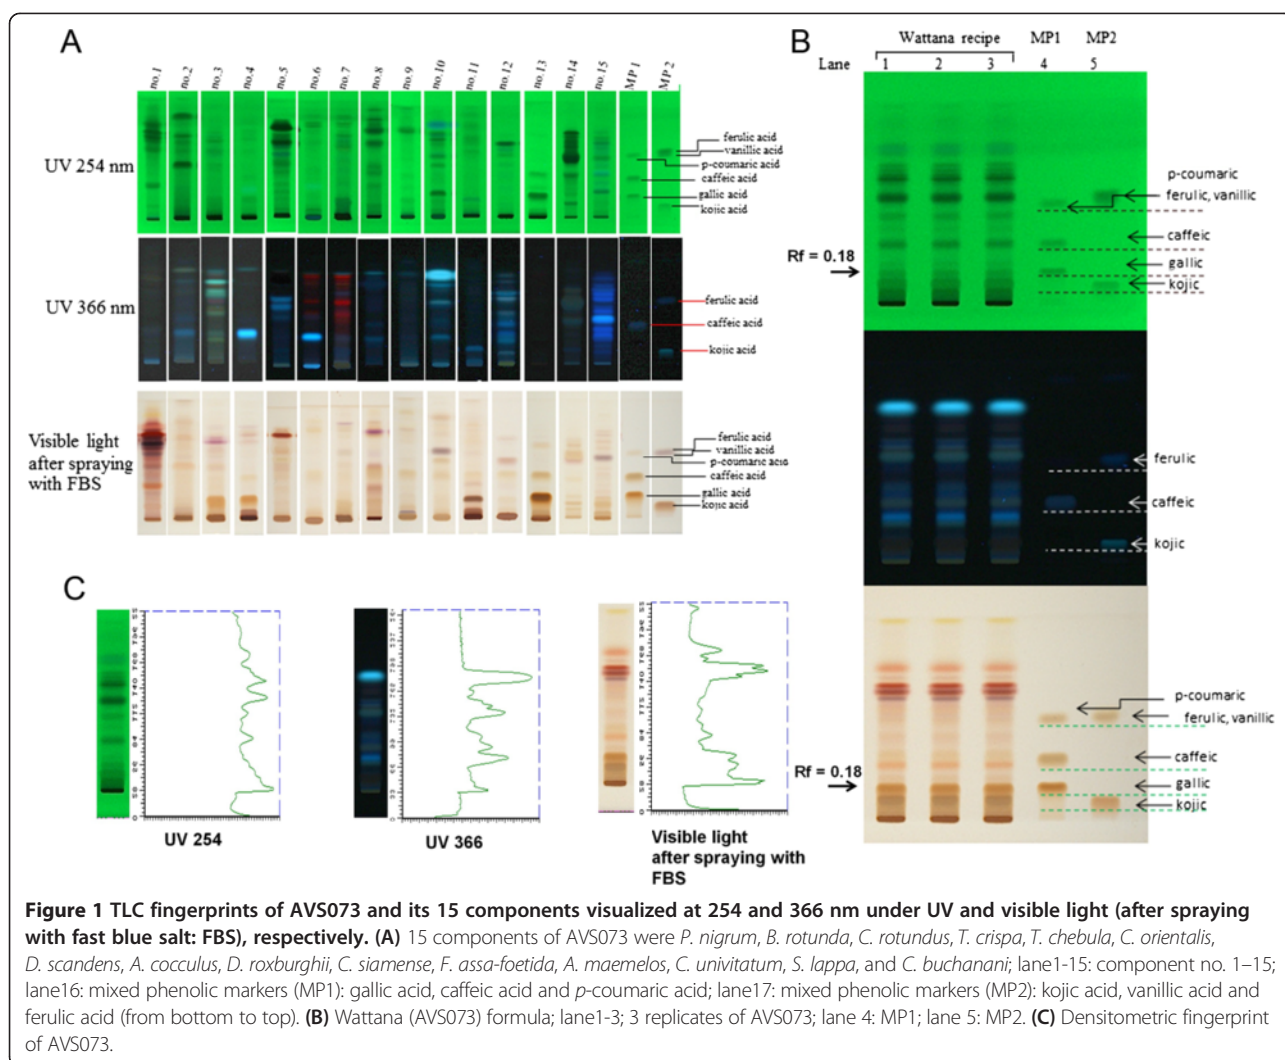 A
no.1 no.2 no.3 no.4 no.5 no.6 no.7 no.8 no.9 no.10 no.11 no.12 no.13 no.14 no.15 MP 1 MP 2
UV 254 nm
ferulic acid
vanillic acid
p-coumaric acid
caffeic acid
gallic acid
kojic acid
UV 366 nm
ferulic acid
caffeic acid
kojic acid
Visible light
after spraying
with FBS
ferulic acid
vanillic acid
p-coumaric acid
caffeic acid
gallic acid
kojic acid
B
Wattana recipe MP1 MP2
Lane 1 2 3 4 5
p-coumaric
ferulic, vanillic
caffeic
Rf = 0.18
gallic
kojic
ferulic
caffeic
kojic
p-coumaric
ferulic, vanillic
caffeic
Rf = 0.18
gallic
kojic
C
UV 254
UV 366
Visible light
after spraying with
FBS
Figure 1 TLC fingerprints of AVS073 and its 15 components visualized at 254 and 366 nm under UV and visible light (after spraying
with fast blue salt: FBS), respectively. (A) 15 components of AVS073 were P. nigrum, B. rotunda, C. rotundus, T. crispa, T. chebula, C. orientalis,
D. scandens, A. cocculus, D. roxburghii, C. siamense, F. assa-foetida, A. maemelos, C. univitatum, S. lappa, and C. buchanani; lane1-15: component no. 1–15;
lane16: mixed phenolic markers (MP1): gallic acid, caffeic acid and p-coumaric acid; lane17: mixed phenolic markers (MP2): kojic acid, vanillic acid and
ferulic acid (from bottom to top). (B) Wattana (AVS073) formula; lane1-3; 3 replicates of AVS073; lane 4: MP1; lane 5: MP2. (C) Densitometric fingerprint
of AVS073.